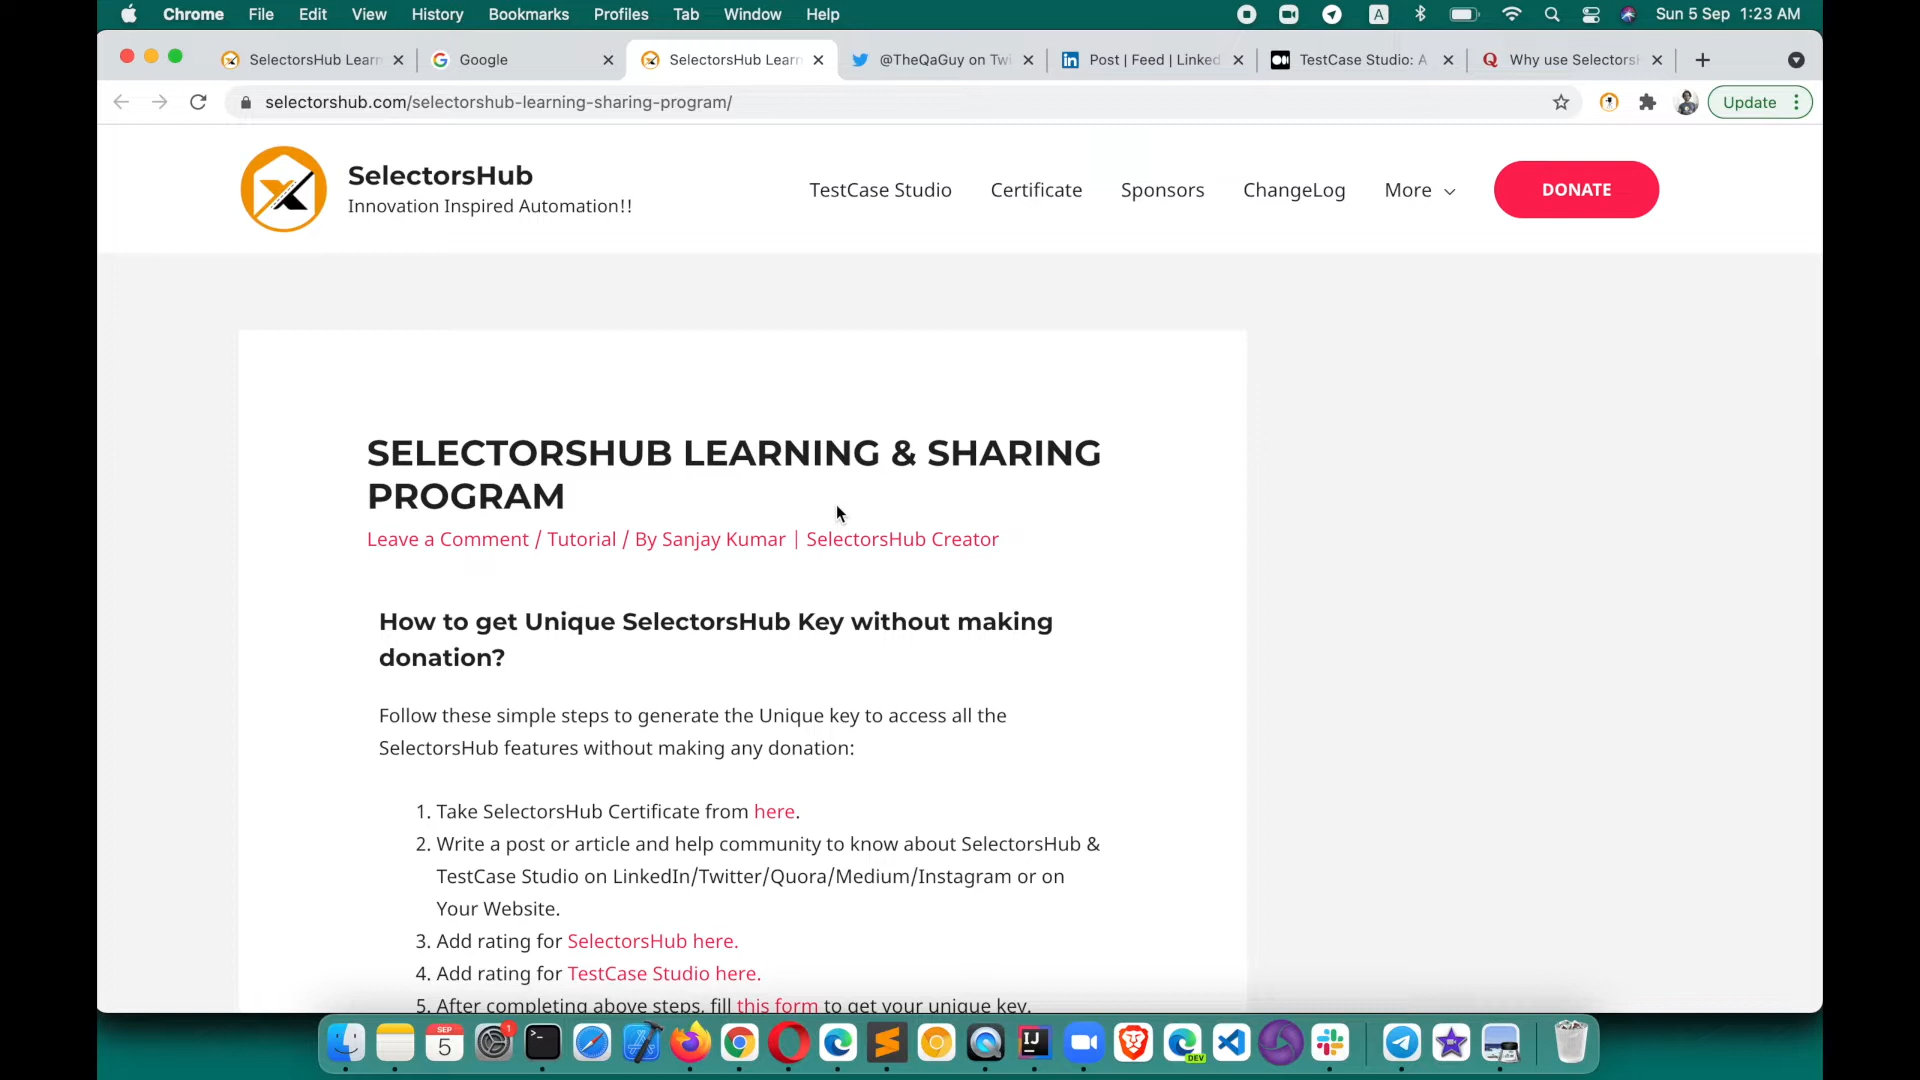 Chrome File Edit View History Bookmarks Profiles Tab Window Help A Sun 5 Sep 1:23 AM
SelectorsHub Learn Google SelectorsHub Learn @TheQaGuy on Twi Post | Feed | Linked TestCase Studio: A Why use Selectors
selectorshub.com/selectorshub-learning-sharing-program/ Update
SelectorsHub
Innovation Inspired Automation!!
TestCase Studio Certificate Sponsors ChangeLog More DONATE
SELECTORSHUB LEARNING & SHARING
PROGRAM
Leave a Comment / Tutorial / By Sanjay Kumar | SelectorsHub Creator
How to get Unique SelectorsHub Key without making
donation?
Follow these simple steps to generate the Unique key to access all the
SelectorsHub features without making any donation:
1. Take SelectorsHub Certificate from here.
2. Write a post or article and help community to know about SelectorsHub &
TestCase Studio on LinkedIn/Twitter/Quora/Medium/Instagram or on
Your Website.
3. Add rating for SelectorsHub here.
4. Add rating for TestCase Studio here.
5. After completing above steps, fill this form to get your unique key.
SEP
5
1
IJ
DEV